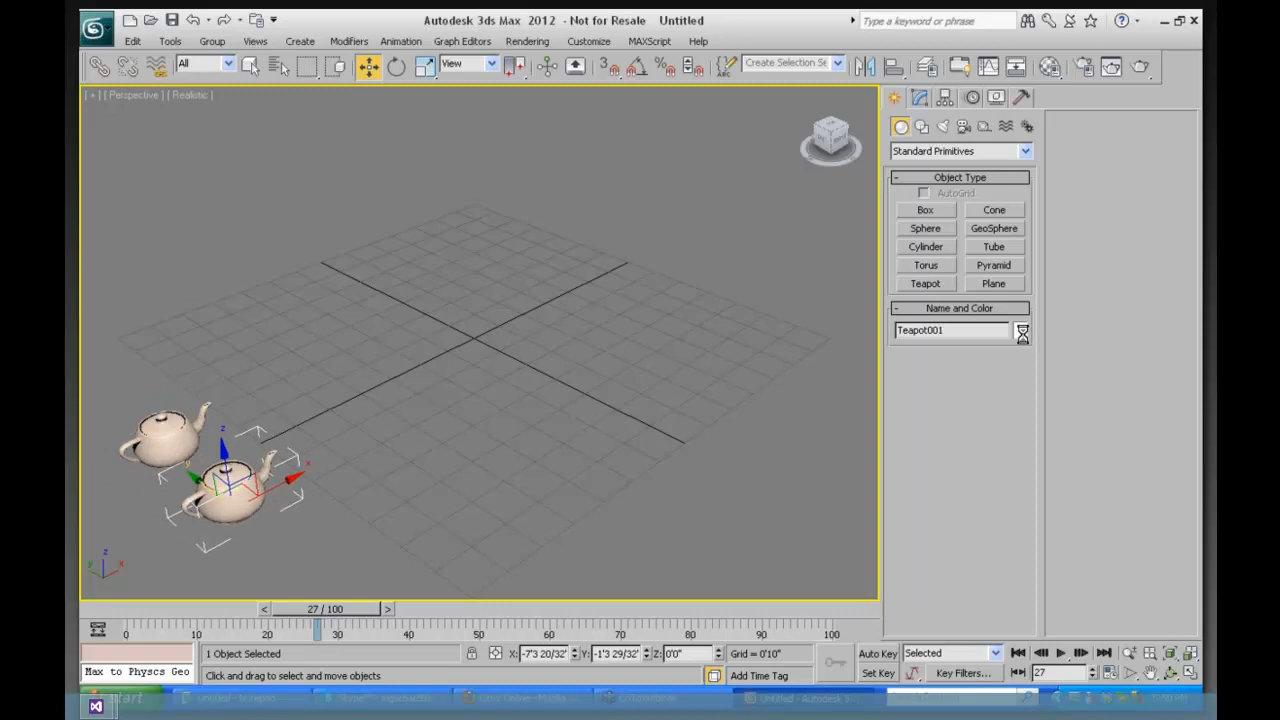 Autodesk 3ds Max 2012 - Not for Resale Untitled
Type a keyword or phrase
Edit Tools Group Views Create Modifiers Animation Graph Editors Rendering Customize MAXScript Help
All View 3 Create Selection Se
[ + ] [ Perspective ] [ Realistic ]
Standard Primitives
- Object Type
AutoGrid
Box Cone
Sphere GeoSphere
Cylinder Tube
Torus Pyramid
Teapot Plane
- Name and Color
Teapot001
z
x
z
y x
< 27 / 100 >
0 10 20 30 40 50 60 70 80 90 100
1 Object Selected X: -7'3 20/32" Y: -1'3 29/32" Z: 0'0" Grid = 0'10" Auto Key Selected
Max to Physics Geo Click and drag to select and move objects Add Time Tag Set Key Key Filters... 27
Start